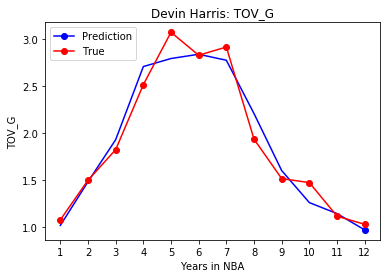 Devin Harris: TOV_G
Prediction
True
TOV_G
3.0
2.5
2.0
1.5
1.0
1 2 3 4 5 6 7 8 9 10 11 12
Years in NBA